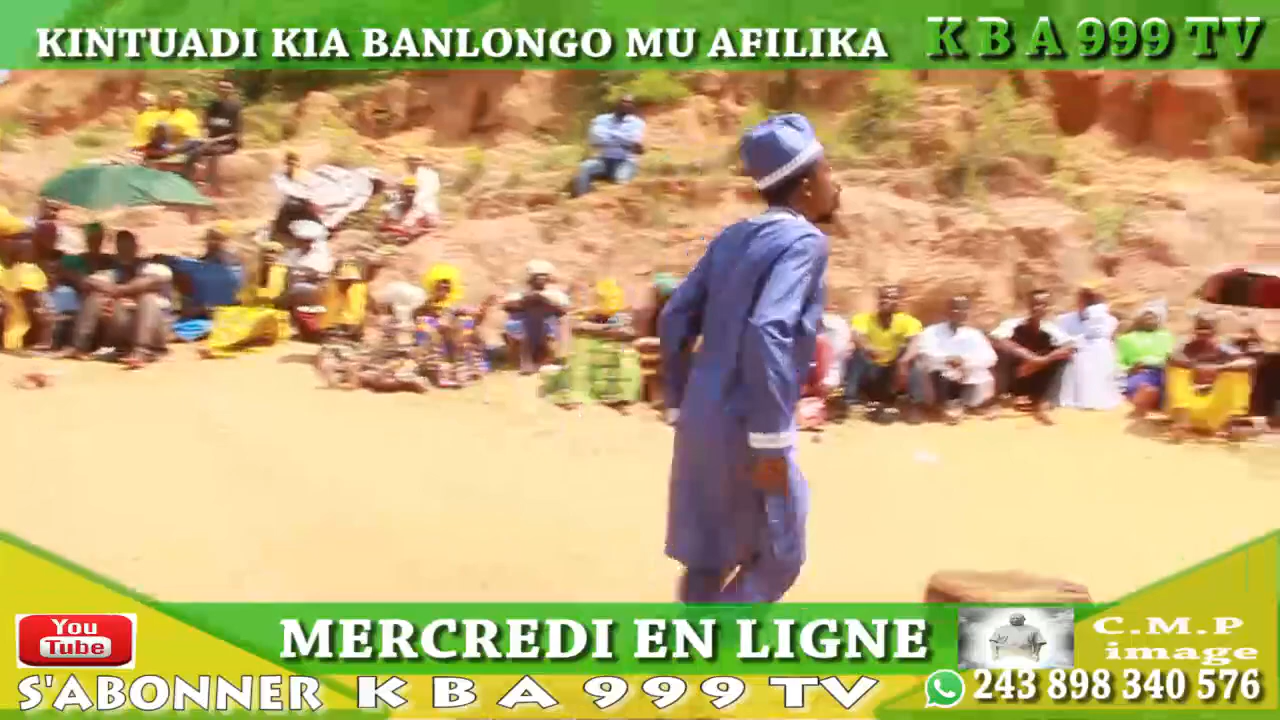 KINTUADI KIA BANLONGO MU AFILIKA
K B A 999 TV
You
Tube
MERCREDI EN LIGNE
C.M.P
image
S'ABONNER K B A 999 TV
243 898 340 576